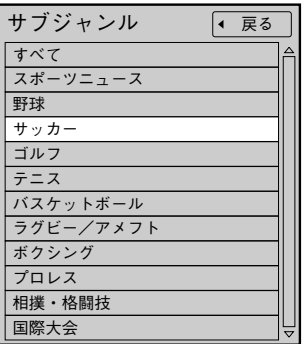 サブジャンル
戻る
すべて
スポーツニュース
野球
サッカー
ゴルフ
テニス
バスケットボール
ラグビー／アメフト
ボクシング
プロレス
相撲・格闘技
国際大会